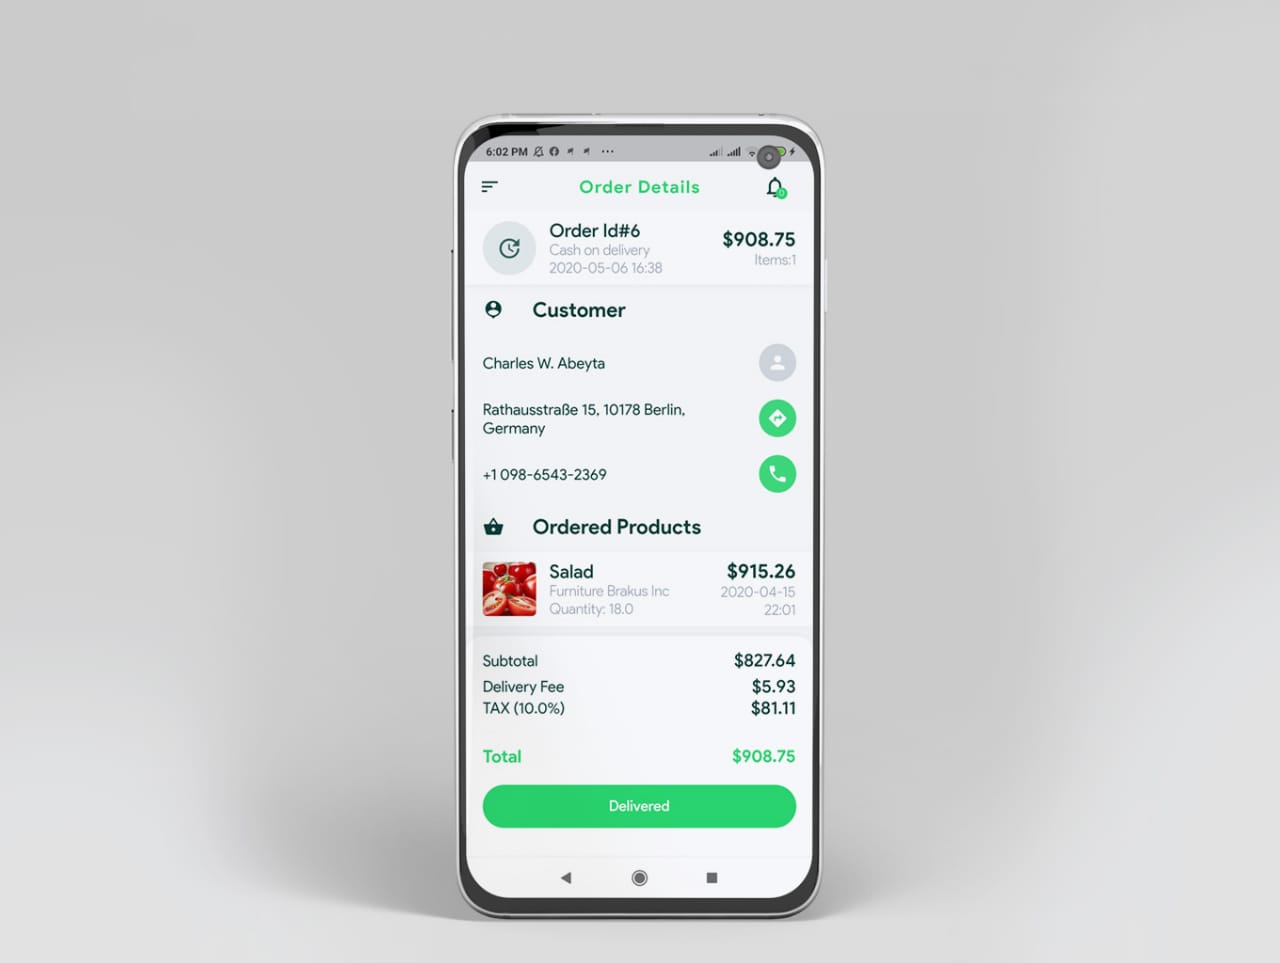 6:02 PM
Order Details
Order Id#6
$908.75
Cash on delivery
Items:1
2020-05-06 16:38
Customer
Charles W. Abeyta
Rathausstraße 15, 10178 Berlin,
Germany
+1 098-6543-2369
Ordered Products
Salad
$915.26
Furniture Brakus Inc
2020-04-15
Quantity: 18.0
22:01
Subtotal
$827.64
Delivery Fee
$5.93
TAX (10.0%)
$81.11
Total
$908.75
Delivered